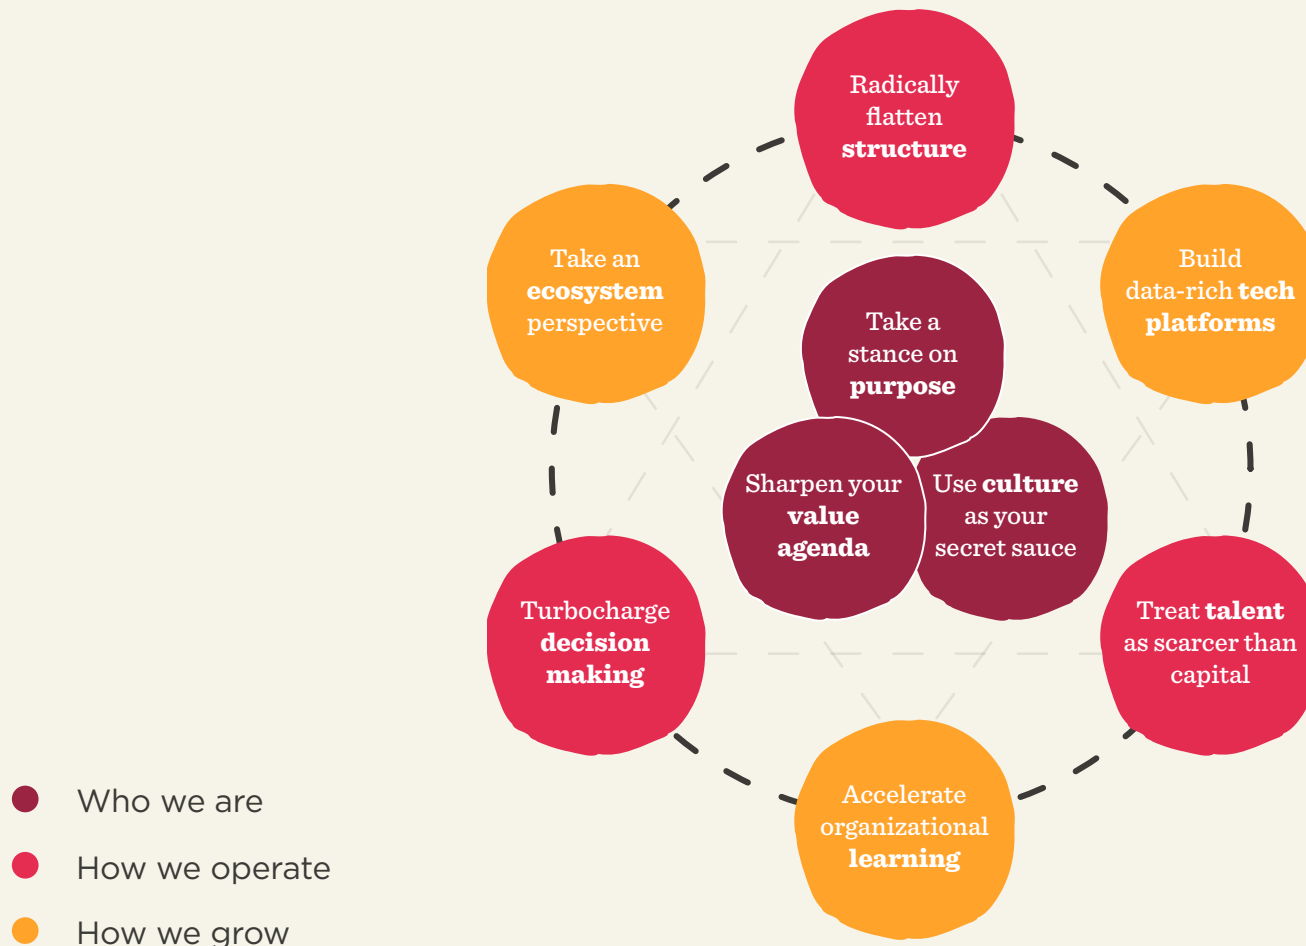 Radically
flatten
structure
Take an
ecosystem
perspective
Build
data-rich tech
platforms
Take a
stance on
purpose
Sharpen your
value
agenda
Use culture
as your
secret sauce
Turbocharge
decision
making
Treat talent
as scarcer than
capital
Accelerate
organizational
learning
Who we are
How we operate
How we grow